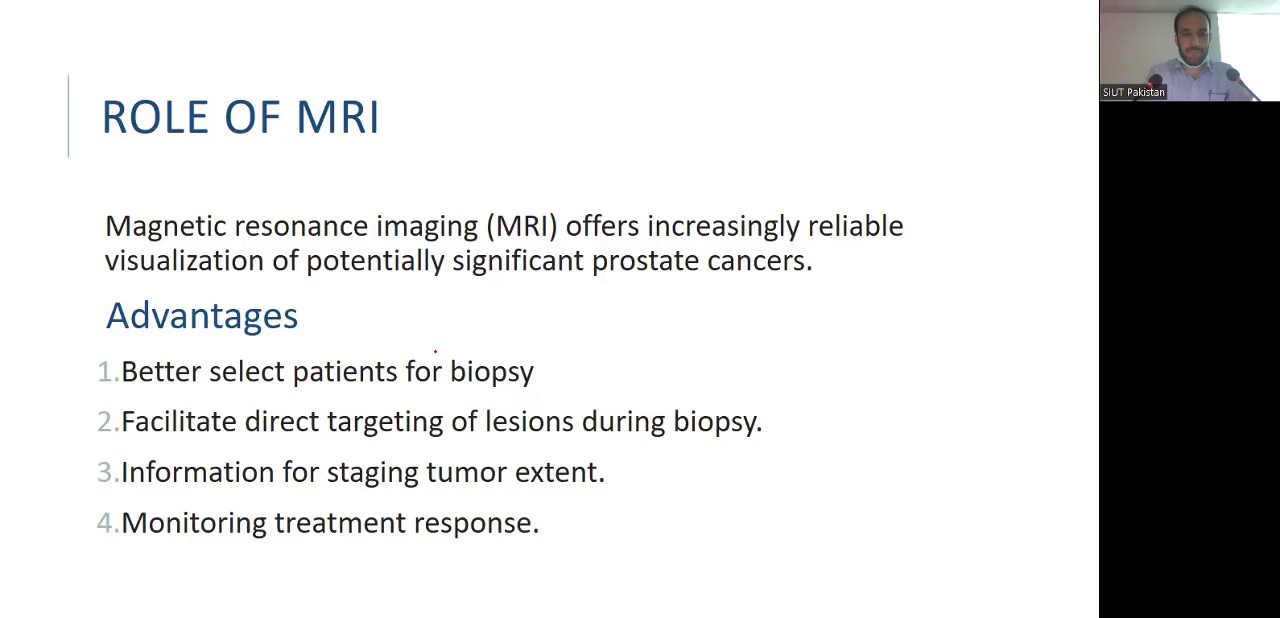 ROLE OF MRI
Magnetic resonance imaging (MRI) offers increasingly reliable
visualization of potentially significant prostate cancers.
Advantages
1.Better select patients for biopsy
2.Facilitate direct targeting of lesions during biopsy.
3.Information for staging tumor extent.
4.Monitoring treatment response.
SIUT Pakistan